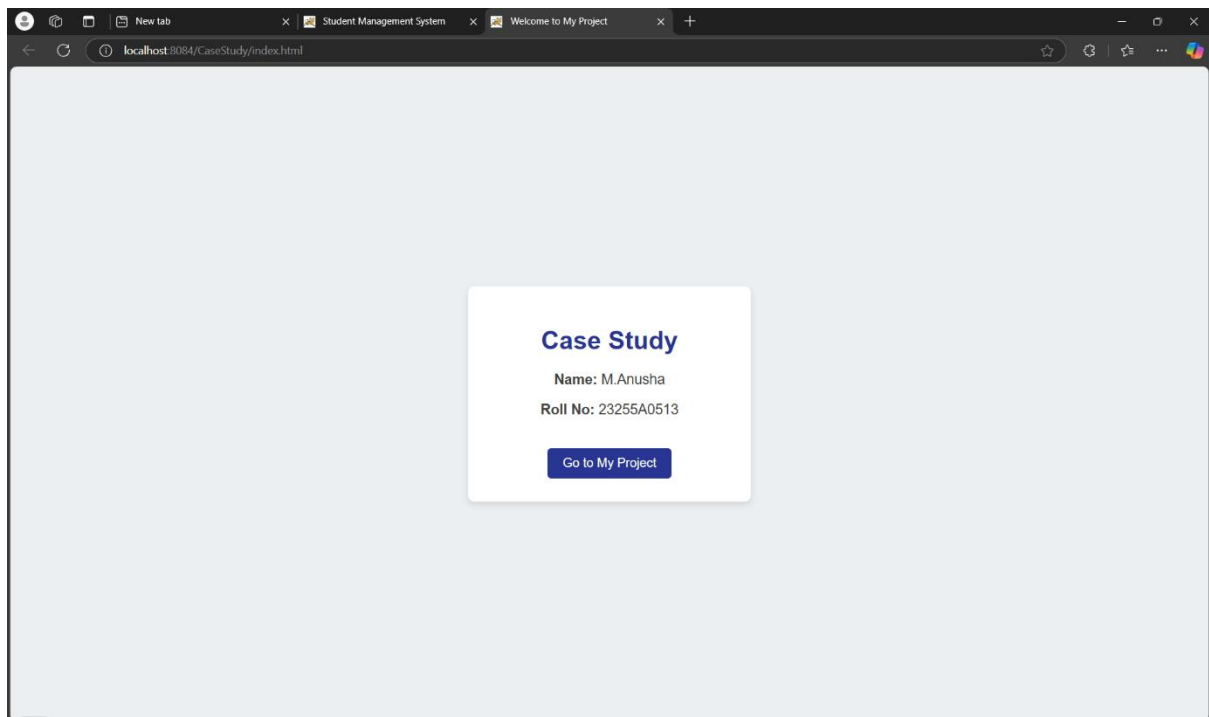 New tab
Student Management System
Welcome to My Project
localhost:8084/CaseStudy/index.html
Case Study
Name: M.Anusha
Roll No: 23255A0513
Go to My Project